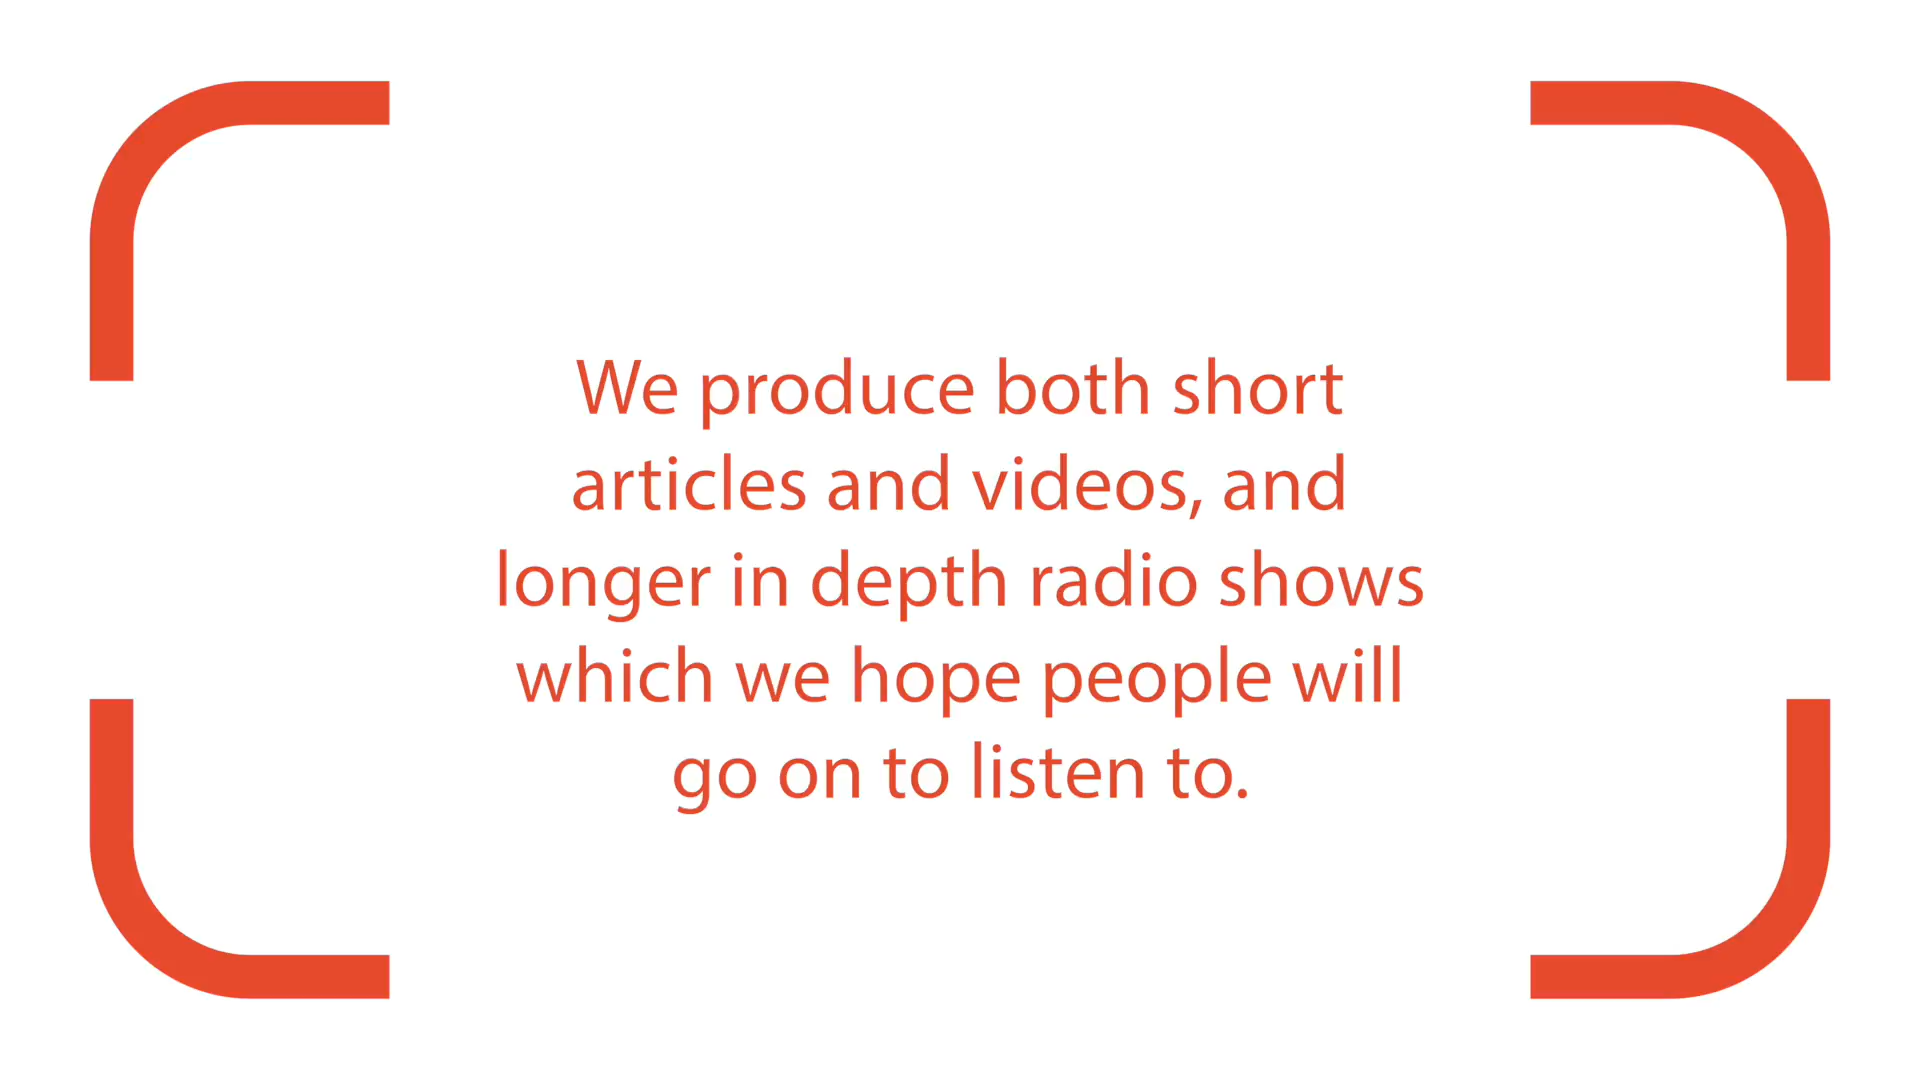 We produce both short
articles and videos, and
longer in depth radio shows
which we hope people will
go on to listen to.